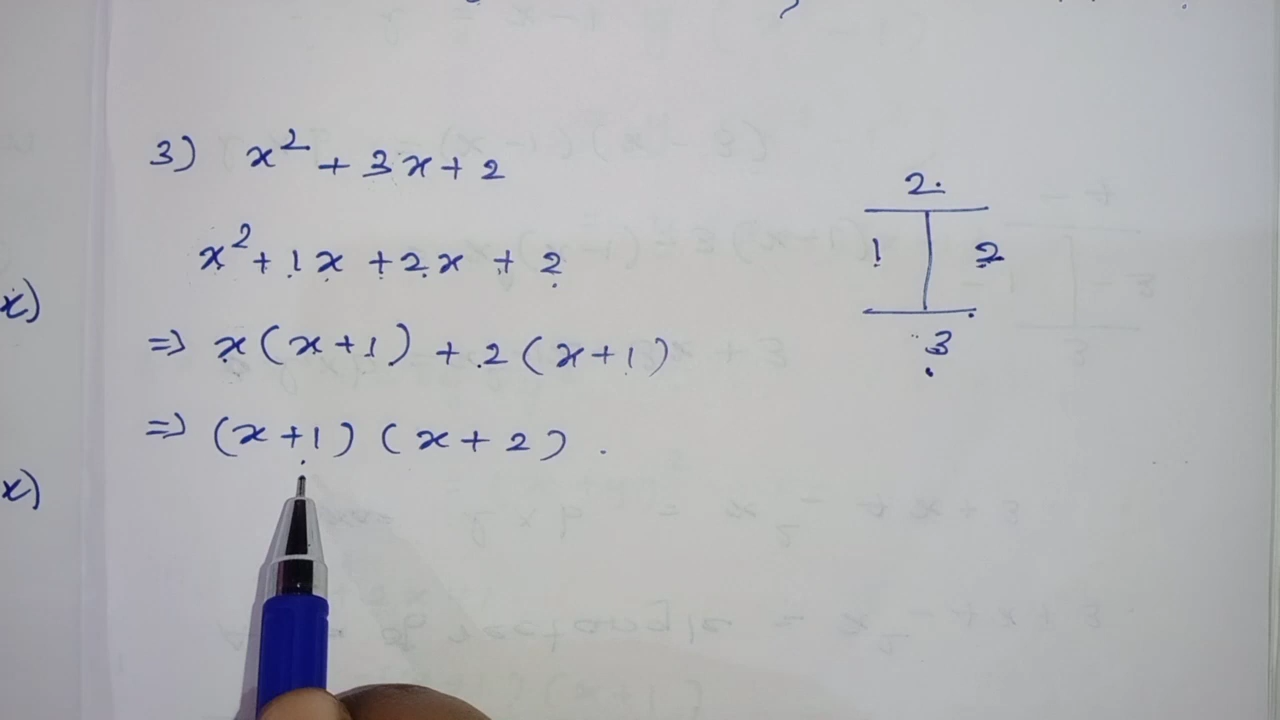 3) x² + 3x + 2
x² + 1x + 2x + 2
=> x(x+1) + 2(x+1)
=> (x+1)(x+2).
2.
1 2
3
x)
x)